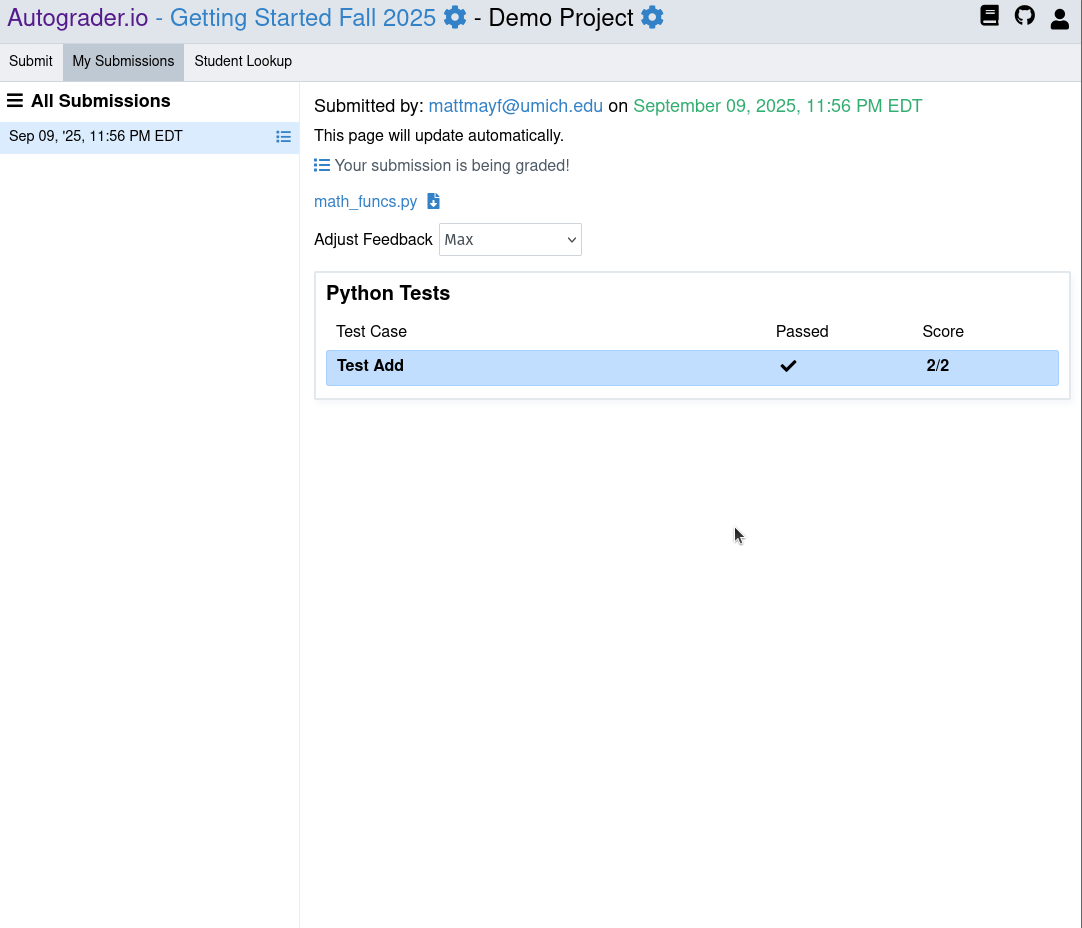 Autograder.io - Getting Started Fall 2025 - Demo Project
Submit My Submissions Student Lookup
All Submissions
Sep 09, '25, 11:56 PM EDT
Submitted by: mattmayf@umich.edu on September 09, 2025, 11:56 PM EDT
This page will update automatically.
Your submission is being graded!
math_funcs.py
Adjust Feedback Max
Python Tests
Test Case Passed Score
Test Add 2/2